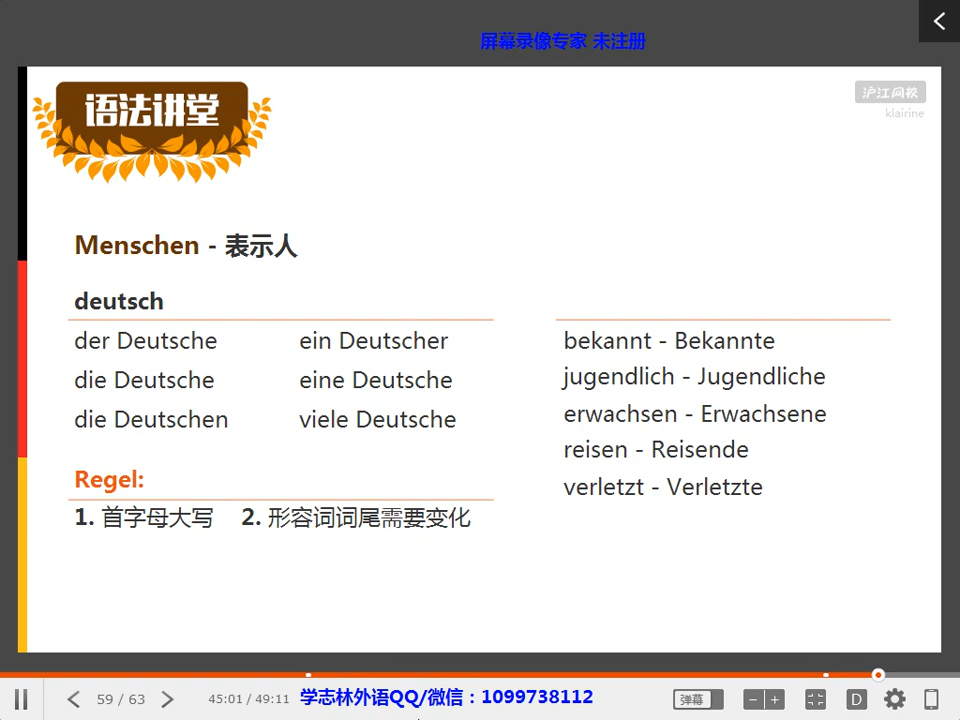 屏幕录像专家 未注册
语法讲堂
沪江网校
klairine
Menschen - 表示人
deutsch
der Deutsche ein Deutscher
die Deutsche eine Deutsche
die Deutschen viele Deutsche
bekannt - Bekannte
jugendlich - Jugendliche
erwachsen - Erwachsene
reisen - Reisende
verletzt - Verletzte
Regel:
1. 首字母大写 2. 形容词词尾需要变化
59 / 63
45:01 / 49:11
学志林外语QQ/微信：1099738112
弹幕
D